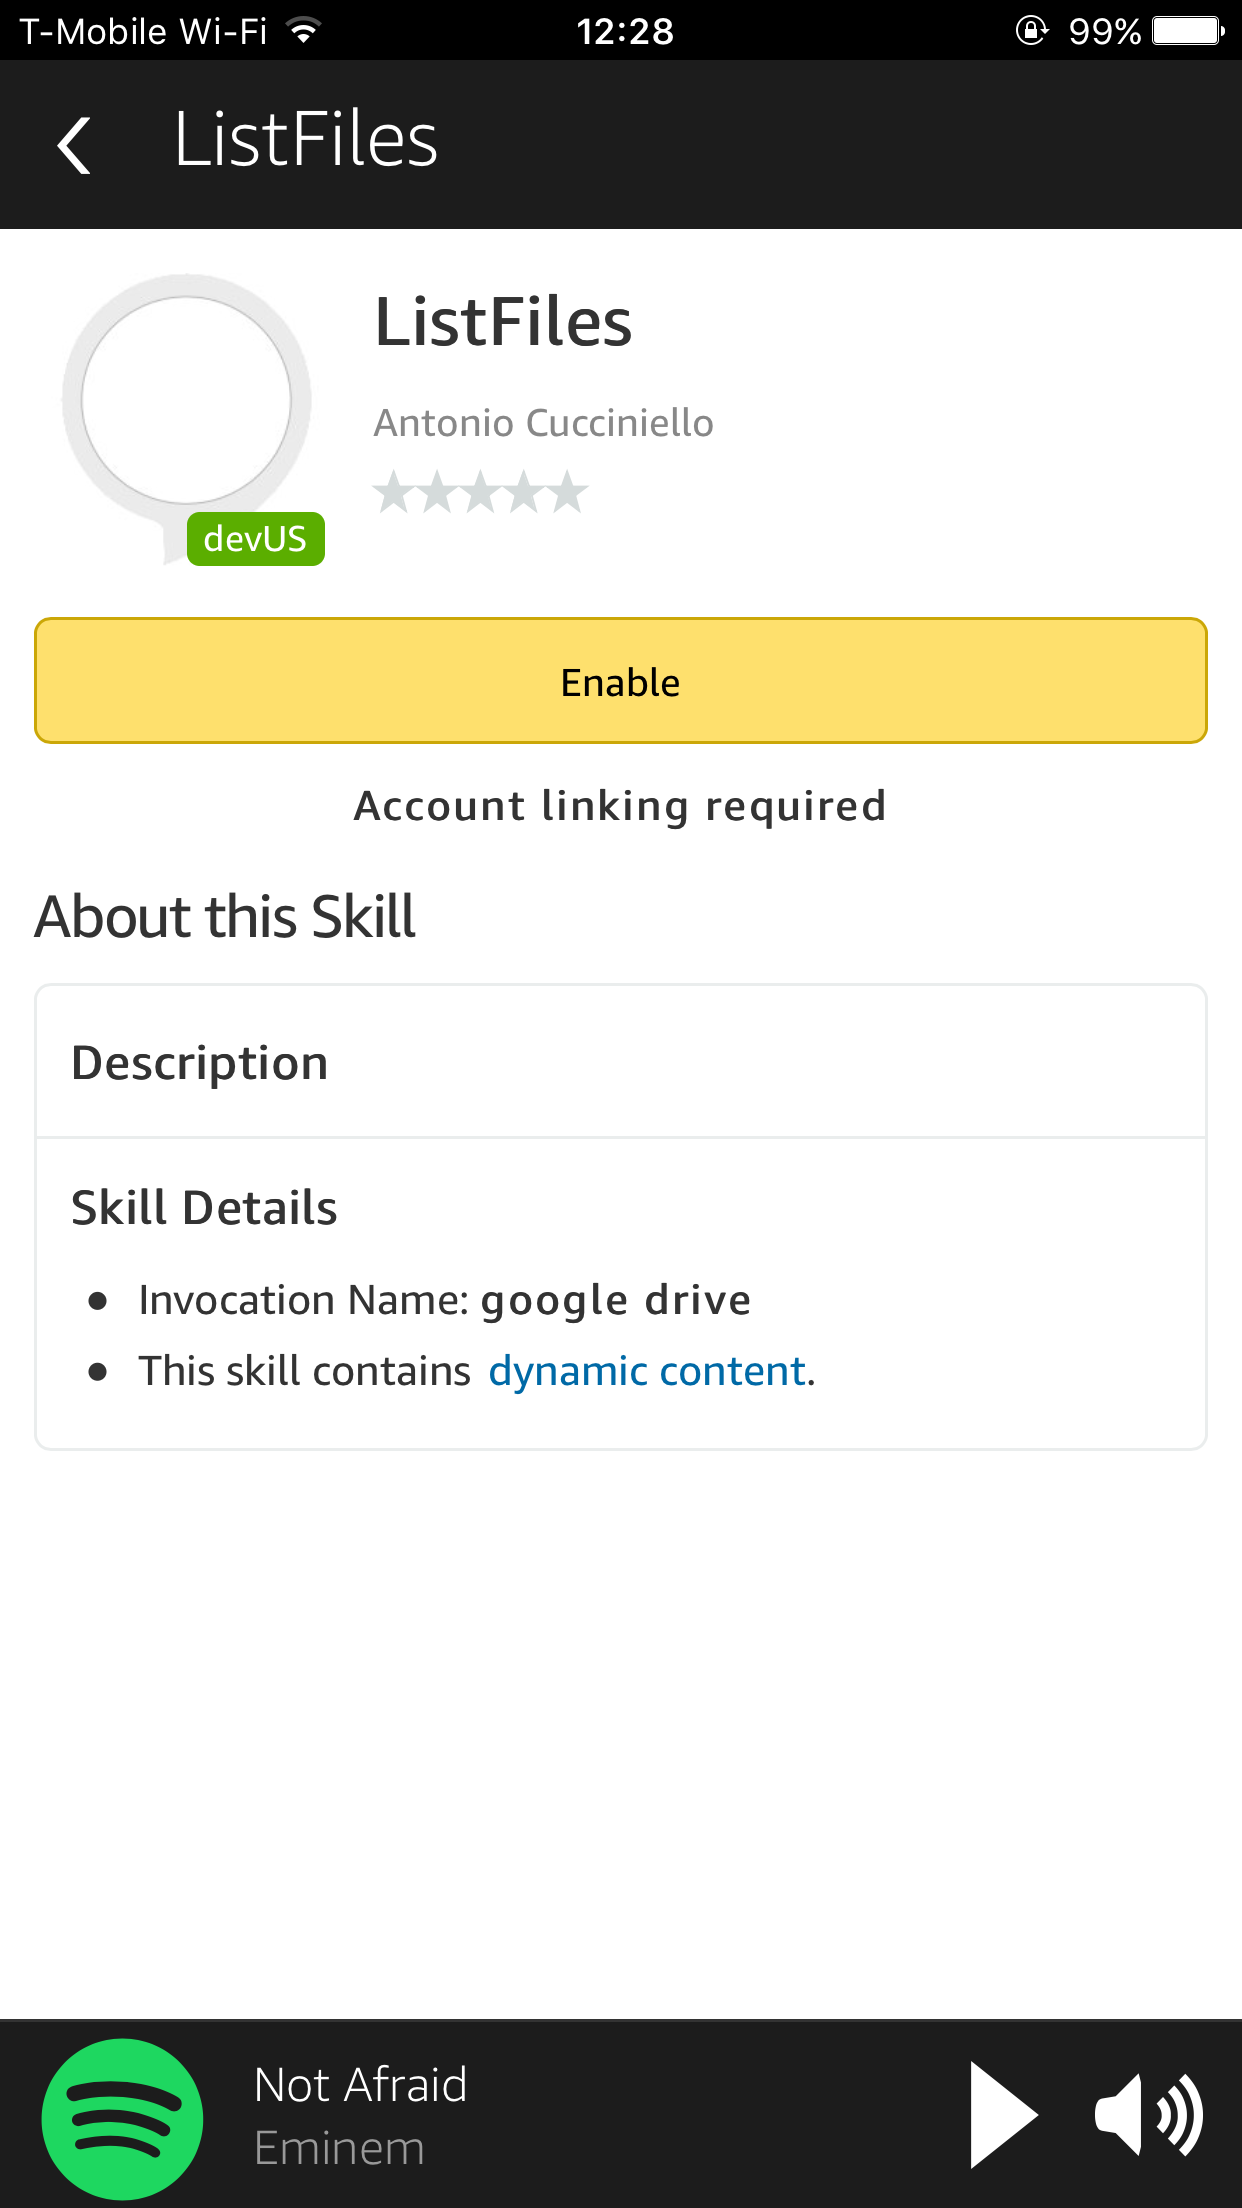 T-Mobile Wi-Fi 12:28 99%
ListFiles
ListFiles
Antonio Cucciniello
devUS
Enable
Account linking required
About this Skill
Description
Skill Details
Invocation Name: google drive
This skill contains dynamic content.
Not Afraid
Eminem